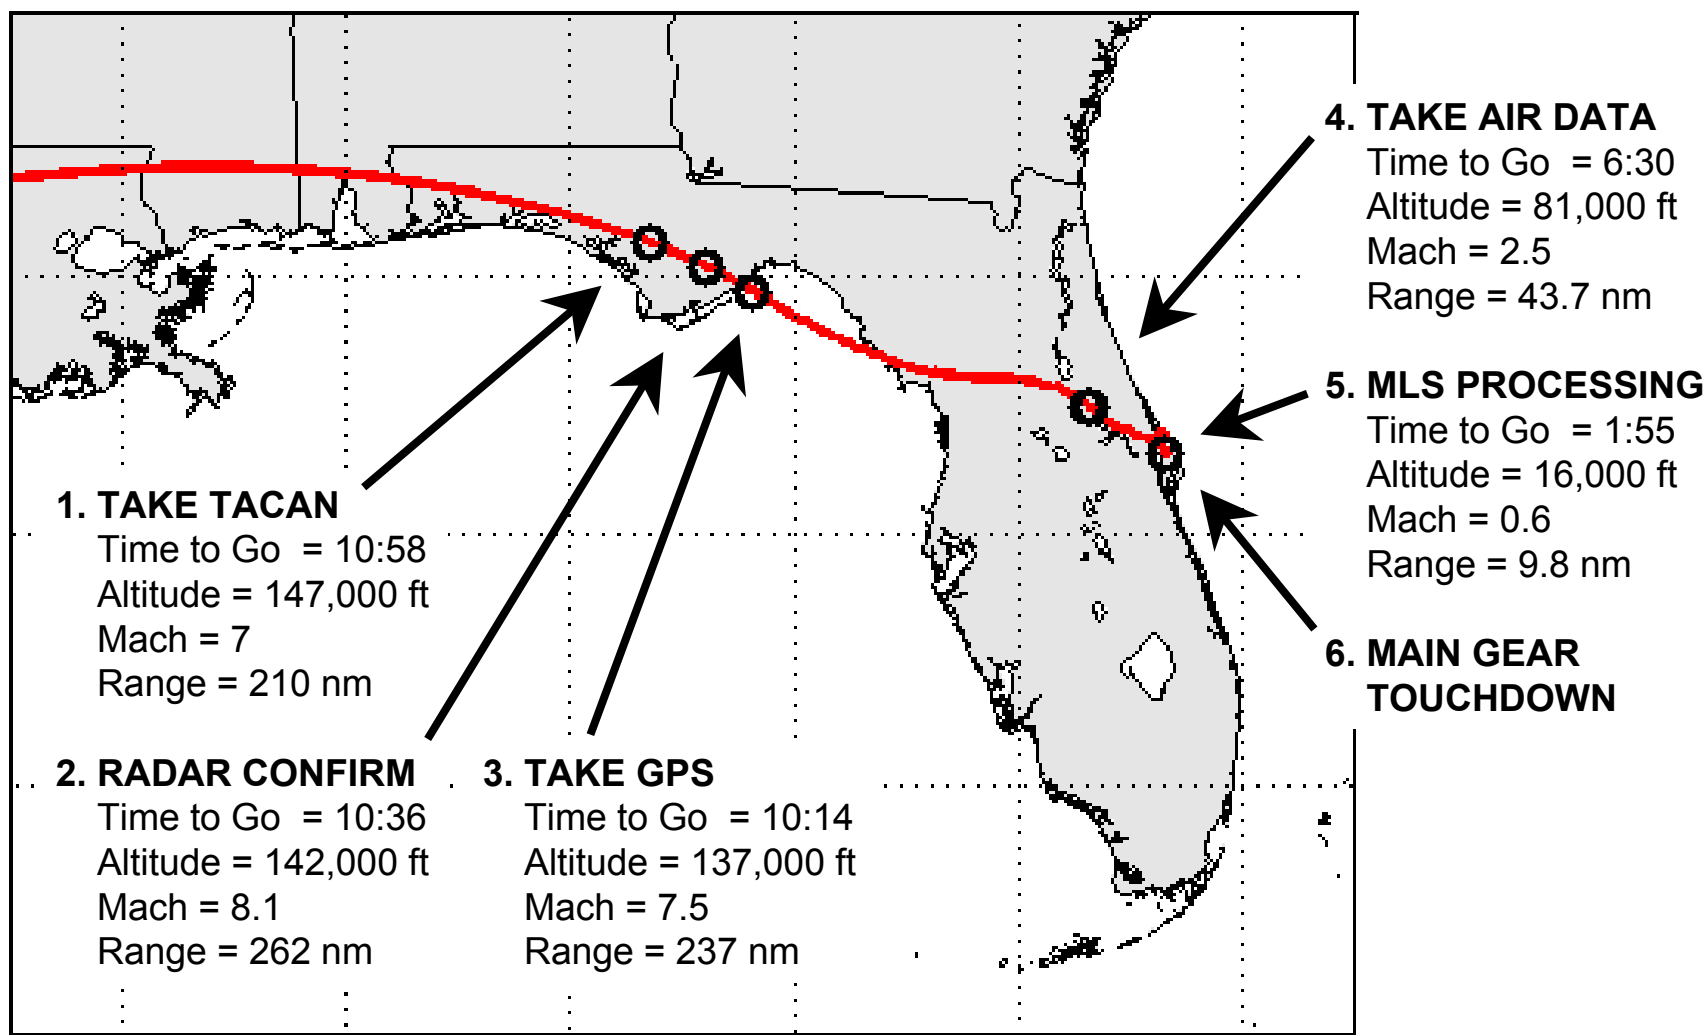 1. TAKE TACAN
Time to Go = 10:58
Altitude = 147,000 ft
Mach = 7
Range = 210 nm
2. RADAR CONFIRM
Time to Go = 10:36
Altitude = 142,000 ft
Mach = 8.1
Range = 262 nm
3. TAKE GPS
Time to Go = 10:14
Altitude = 137,000 ft
Mach = 7.5
Range = 237 nm
4. TAKE AIR DATA
Time to Go = 6:30
Altitude = 81,000 ft
Mach = 2.5
Range = 43.7 nm
5. MLS PROCESSING
Time to Go = 1:55
Altitude = 16,000 ft
Mach = 0.6
Range = 9.8 nm
6. MAIN GEAR
TOUCHDOWN